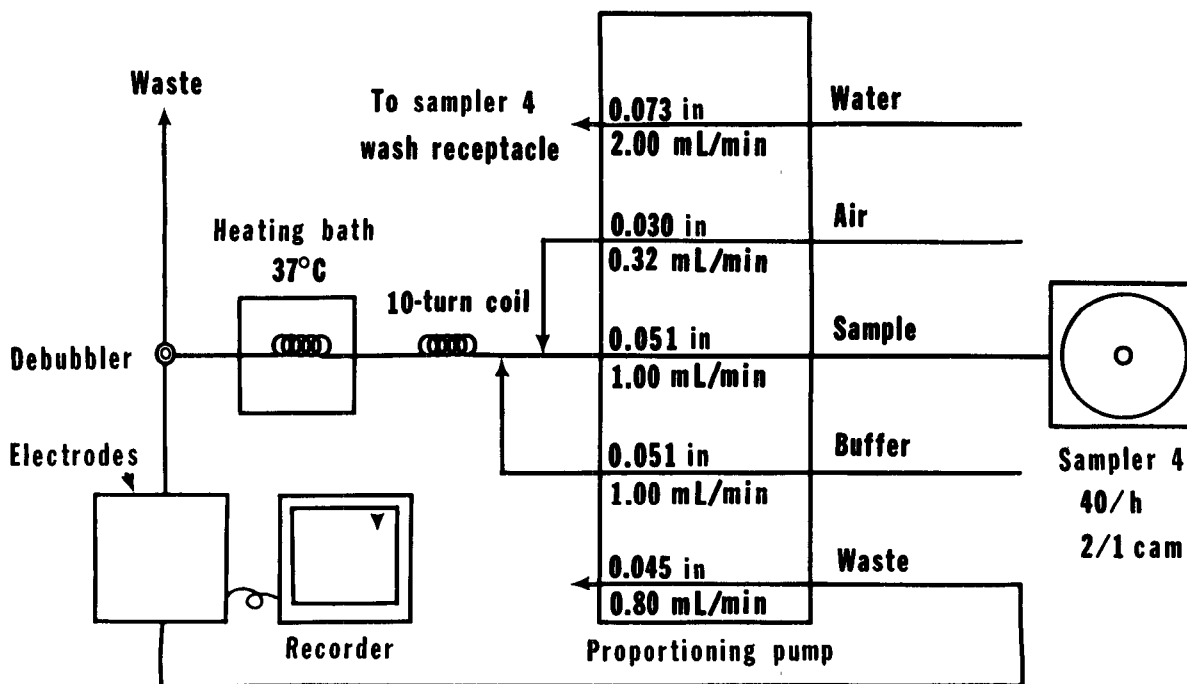 Waste
To sampler 4
wash receptacle
0.073 in
2.00 mL/min
Water
0.030 in
0.32 mL/min
Air
Heating bath
37°C
10-turn coil
Debubbler
0.051 in
1.00 mL/min
Sample
0.051 in
1.00 mL/min
Buffer
Sampler 4
40/h
2/1 cam
Electrodes
Recorder
0.045 in
0.80 mL/min
Waste
Proportioning pump